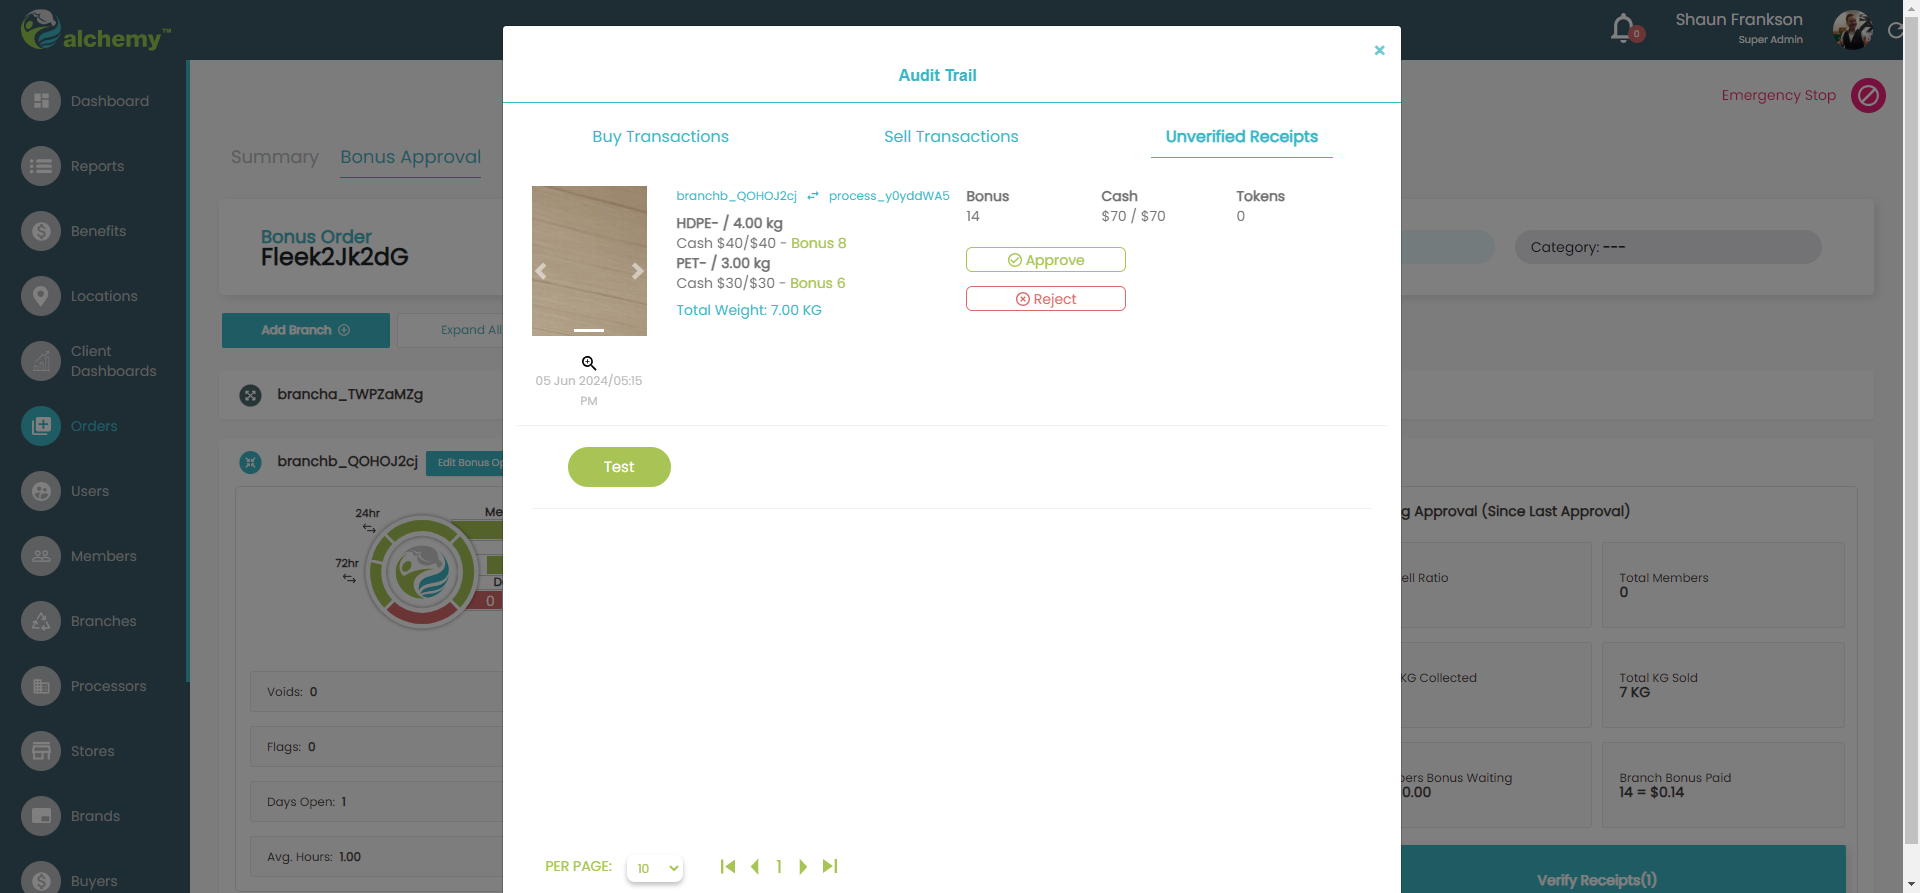 alchemy™
Shaun Frankson
Super Admin
0
Emergency Stop
Dashboard
Reports
Benefits
Locations
Client
Dashboards
Orders
Users
Members
Branches
Processors
Stores
Brands
Buyers
Summary
Bonus Approval
Bonus Order
Fleek2Jk2dG
Category: ---
Add Branch
Expand All
brancha_TWPZaMZg
branchb_QOHOJ2cj
Edit Bonus Op
24hr
72hr
Me
D
0
Voids: 0
Flags: 0
Days Open: 1
Avg. Hours: 1.00
Audit Trail
Buy Transactions
Sell Transactions
Unverified Receipts
branchb_QOHOJ2cj
process_y0yddWA5
HDPE- / 4.00 kg
Cash $40/$40 - Bonus 8
PET- / 3.00 kg
Cash $30/$30 - Bonus 6
Total Weight: 7.00 KG
Bonus
14
Cash
$70 / $70
Tokens
0
Approve
Reject
05 Jun 2024/05:15
PM
Test
PER PAGE:
10
1
g Approval (Since Last Approval)
ell Ratio
Total Members
0
KG Collected
Total KG Sold
7 KG
bers Bonus Waiting
0.00
Branch Bonus Paid
14 = $0.14
Verify Receipts(1)